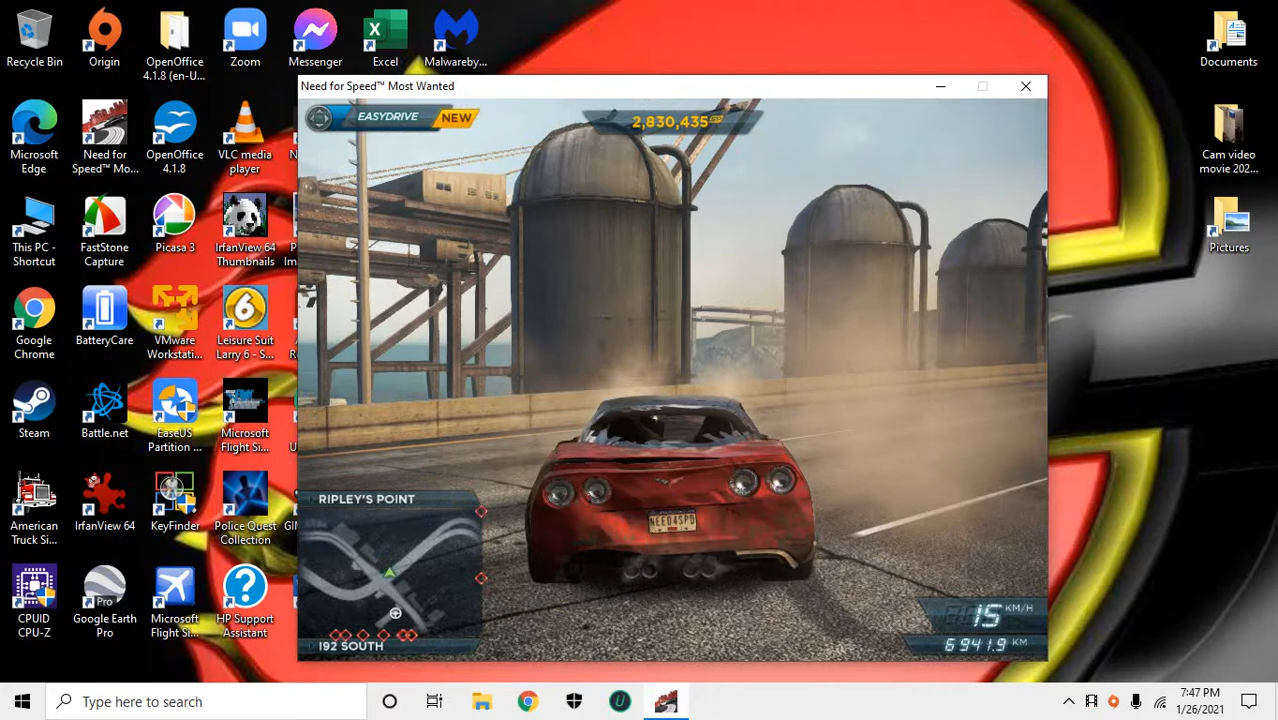 Recycle Bin
Origin
OpenOffice
4.1.8 (en-U...
Zoom
Messenger
Excel
Malwareby...
Documents
Need for Speed™ Most Wanted
EASYDRIVE
NEW
2,830,435
Microsoft
Edge
Need for
Speed™ Mo...
OpenOffice
4.1.8
VLC media
player
Cam video
movie 202...
This PC -
Shortcut
FastStone
Capture
Picasa 3
IrfanView 64
Thumbnails
Pictures
Google
Chrome
BatteryCare
VMware
Workstati...
Leisure Suit
Larry 6 - S...
Steam
Battle.net
EaseUS
Partition ...
Microsoft
Flight Si...
American
Truck Si...
IrfanView 64
KeyFinder
Police Quest
Collection
RIPLEY'S POINT
NEED4SPD
CPUID
CPU-Z
Google Earth
Pro
Microsoft
Flight Si...
HP Support
Assistant
I92 SOUTH
15 KM/H
6941.9 KM
Type here to search
7:47 PM
1/26/2021